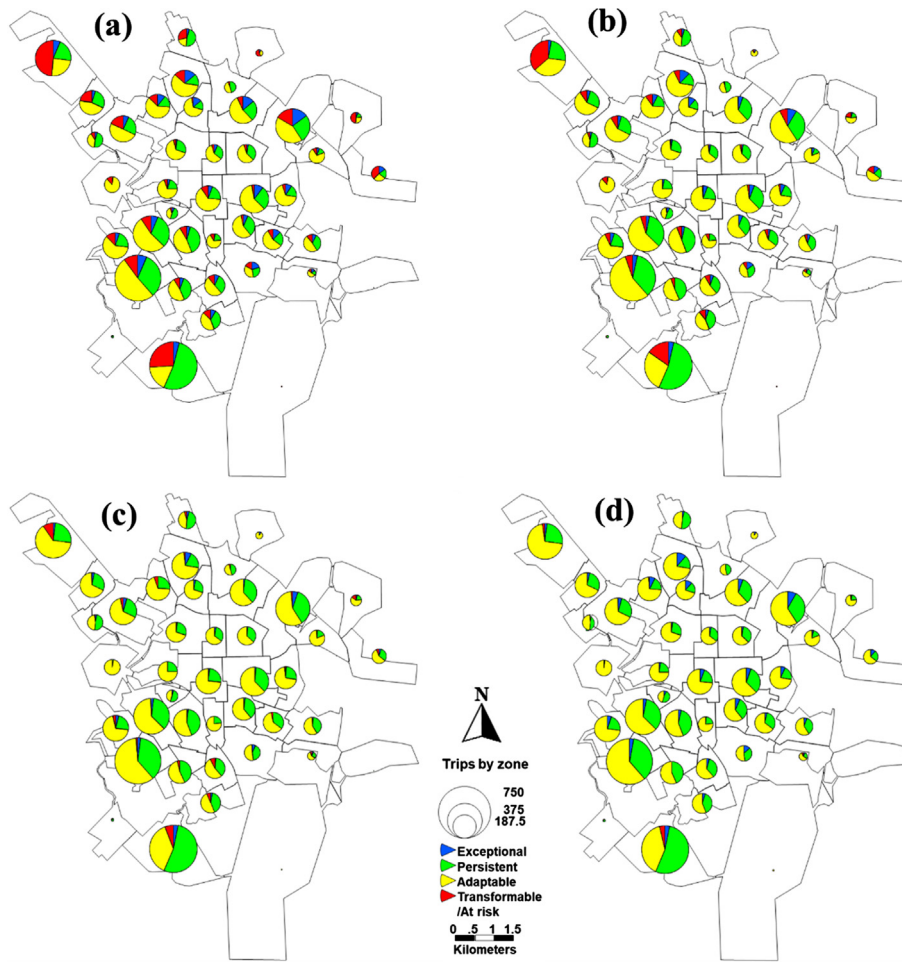 (a)
(b)
(c)
(d)
N
Trips by zone
750
375
187.5
Exceptional
Persistent
Adaptable
Transformable
/At risk
0 .5 1 1.5
Kilometers